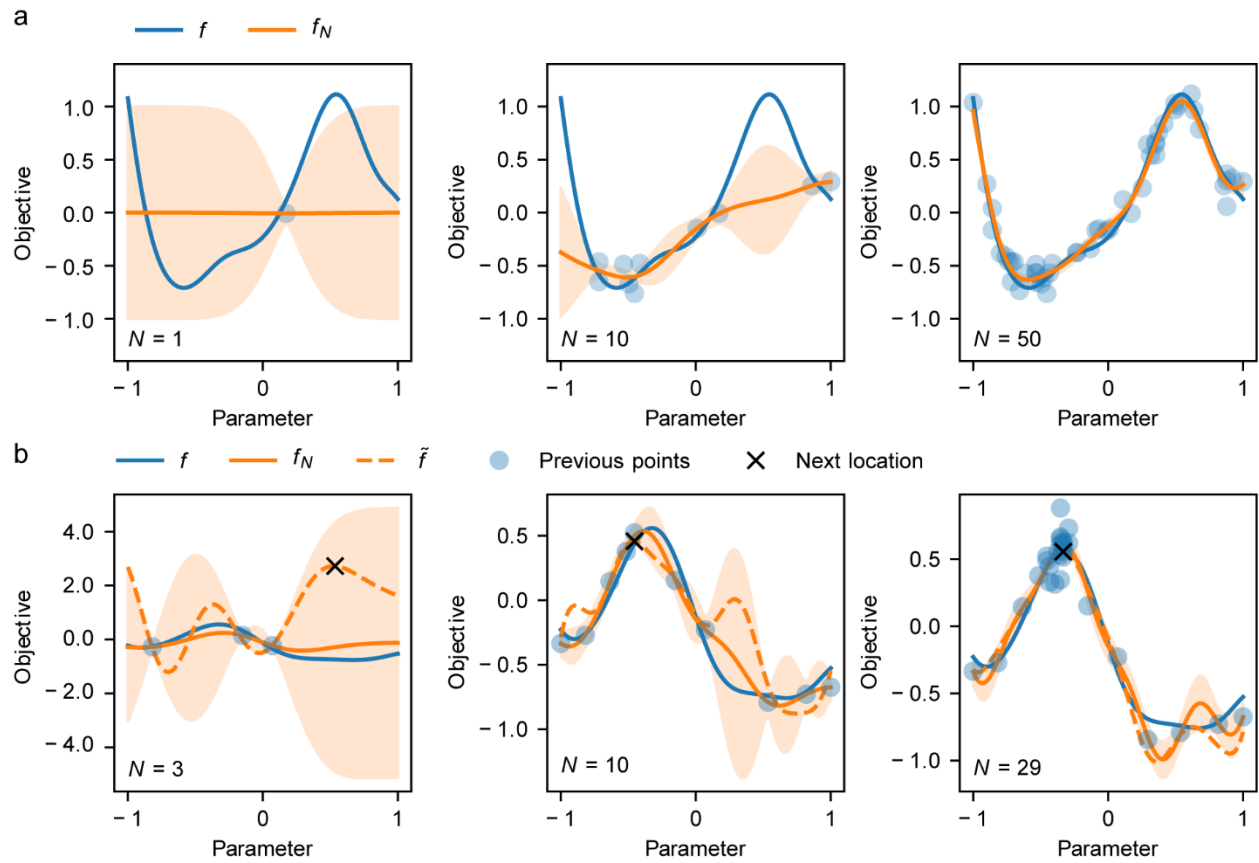 a
f f_N
1.0
0.5
0.0
− 0.5
− 1.0
Objective
N = 1
− 1 0 1
Parameter
1.0
0.5
0.0
− 0.5
− 1.0
Objective
N = 10
− 1 0 1
Parameter
1.0
0.5
0.0
− 0.5
− 1.0
Objective
N = 50
− 1 0 1
Parameter
b
f f_N f̃ Previous points Next location
4.0
2.0
0.0
− 2.0
− 4.0
Objective
N = 3
− 1 0 1
Parameter
0.5
0.0
− 0.5
− 1.0
Objective
N = 10
− 1 0 1
Parameter
0.5
0.0
− 0.5
− 1.0
Objective
N = 29
− 1 0 1
Parameter